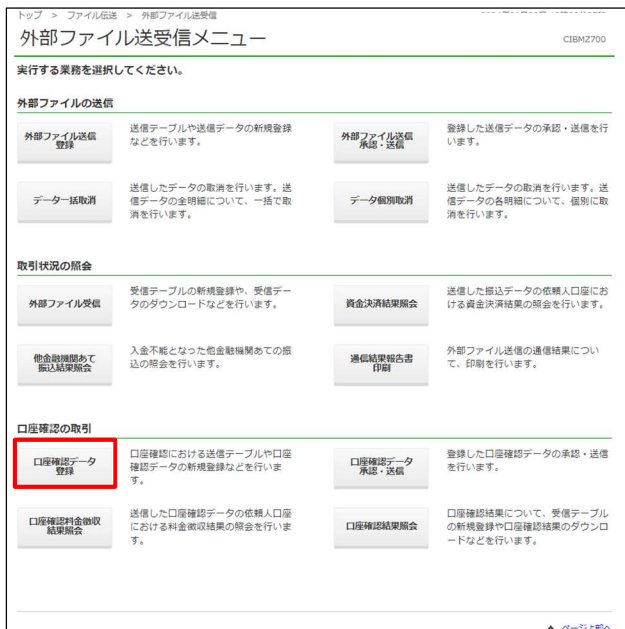 トップ > ファイル伝送 > 外部ファイル送受信
外部ファイル送受信メニュー
CIBMZ700
実行する業務を選択してください。
外部ファイルの送信
外部ファイル送信
登録
送信テーブルや送信データの新規登録
などを行います。
外部ファイル送信
承認・送信
登録した送信データの承認・送信を行
います。
データ一括取消
送信したデータの取消を行います。送
信データの全明細について、一括で取
消を行います。
データ個別取消
送信したデータの取消を行います。送
信データの各明細について、個別に取
消を行います。
取引状況の照会
外部ファイル受信
受信テーブルの新規登録や、受信デー
タのダウンロードなどを行います。
資金決済結果照会
送信した振込データの依頼人口座にお
ける資金決済結果の照会を行います。
他金融機関あて
振込結果照会
入金不能となった他金融機関あての振
込の照会を行います。
通信結果報告書
印刷
外部ファイル送信の通信結果につい
て、印刷を行います。
口座確認の取引
口座確認データ
登録
口座確認における送信テーブルや口座
確認データの新規登録などを行いま
す。
口座確認データ
承認・送信
登録した口座確認データの承認・送信
を行います。
口座確認料金徴収
結果照会
送信した口座確認データの依頼人口座
における料金徴収結果の照会を行いま
す。
口座確認結果照会
口座確認結果について、受信テーブル
の新規登録や口座確認結果のダウンロ
ードなどを行います。
ページ上部へ